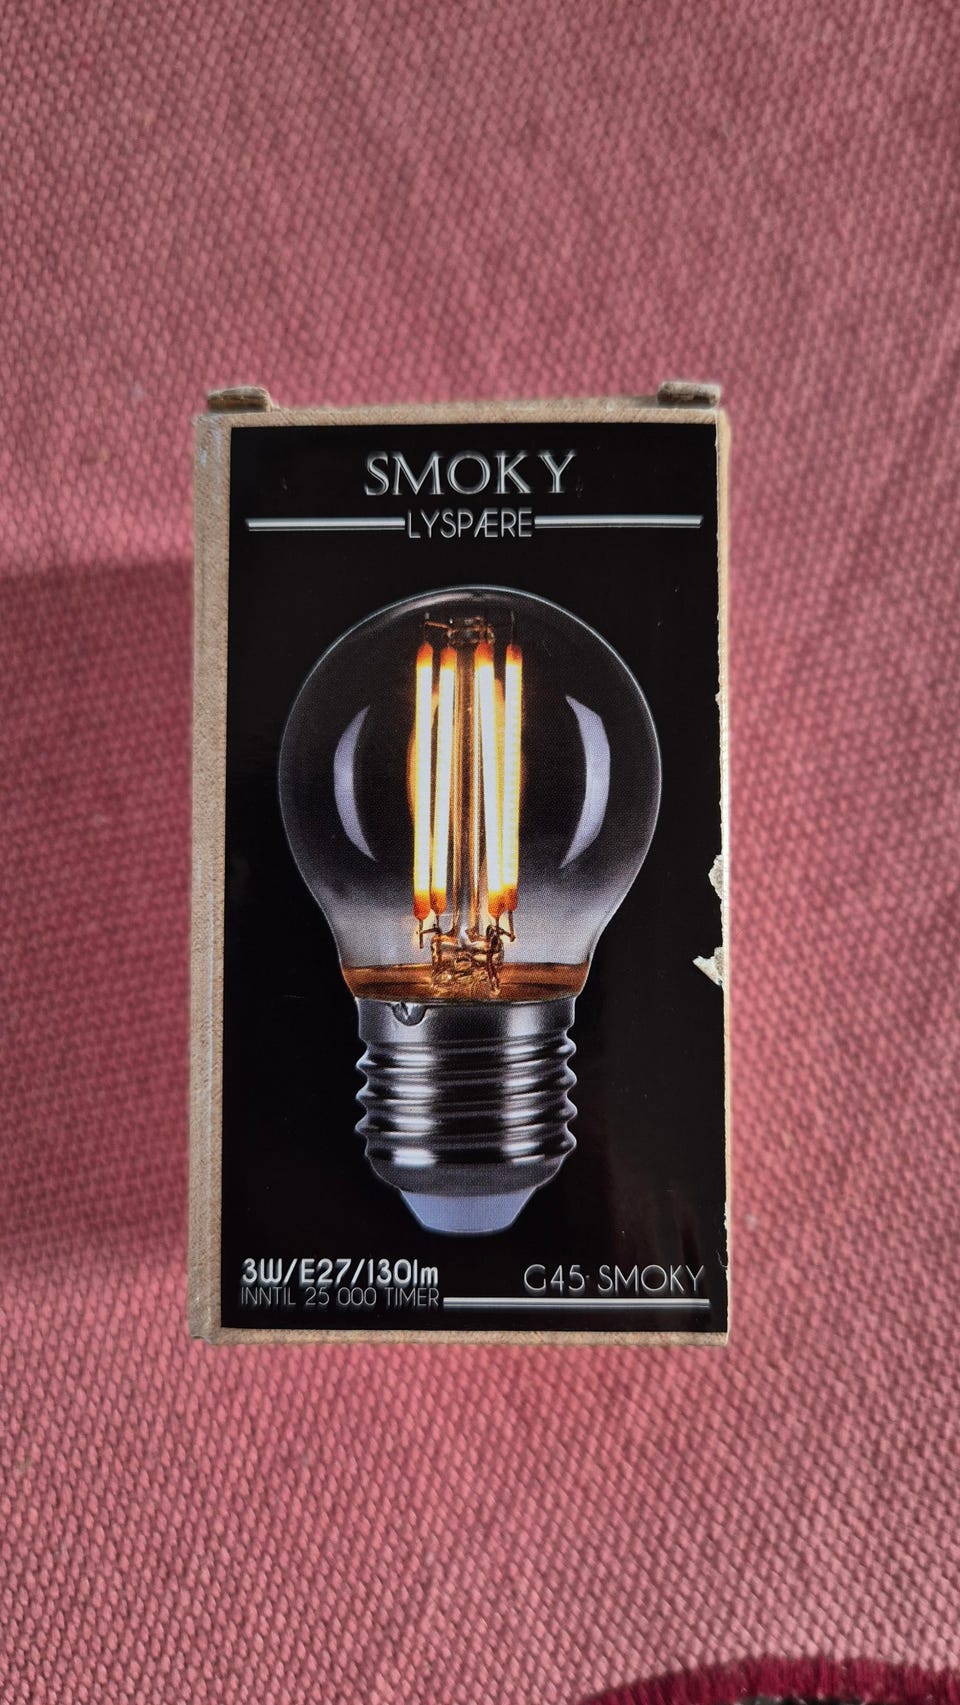 SMOKY
LYSPÆRE
3W/E27/130lm
INNTIL 25 000 TIMER
G45 SMOKY